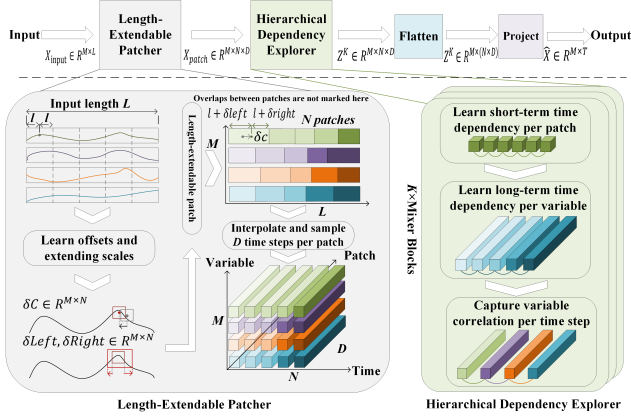 Input
X_input ∈ R^{M×L}
Length-
Extendable
Patcher
X_patch ∈ R^{M×N×D}
Hierarchical
Dependency
Explorer
Z^K ∈ R^{M×N×D}
Flatten
Z^K ∈ R^{M×(N×D)}
Project
X̂ ∈ R^{M×T}
Output
Input length L
l l
Learn offsets and
extending scales
δC ∈ R^{M×N}
δLeft, δRight ∈ R^{M×N}
Length-extendable patch
Overlaps between patches are not marked here
l + δleft l + δright
N patches
δc
M
L
Interpolate and sample
D time steps per patch
Variable
Patch
M
D
N
Time
Length-Extendable Patcher
K×Mixer Blocks
Learn short-term time
dependency per patch
Learn long-term time
dependency per variable
Capture variable
correlation per time step
Hierarchical Dependency Explorer